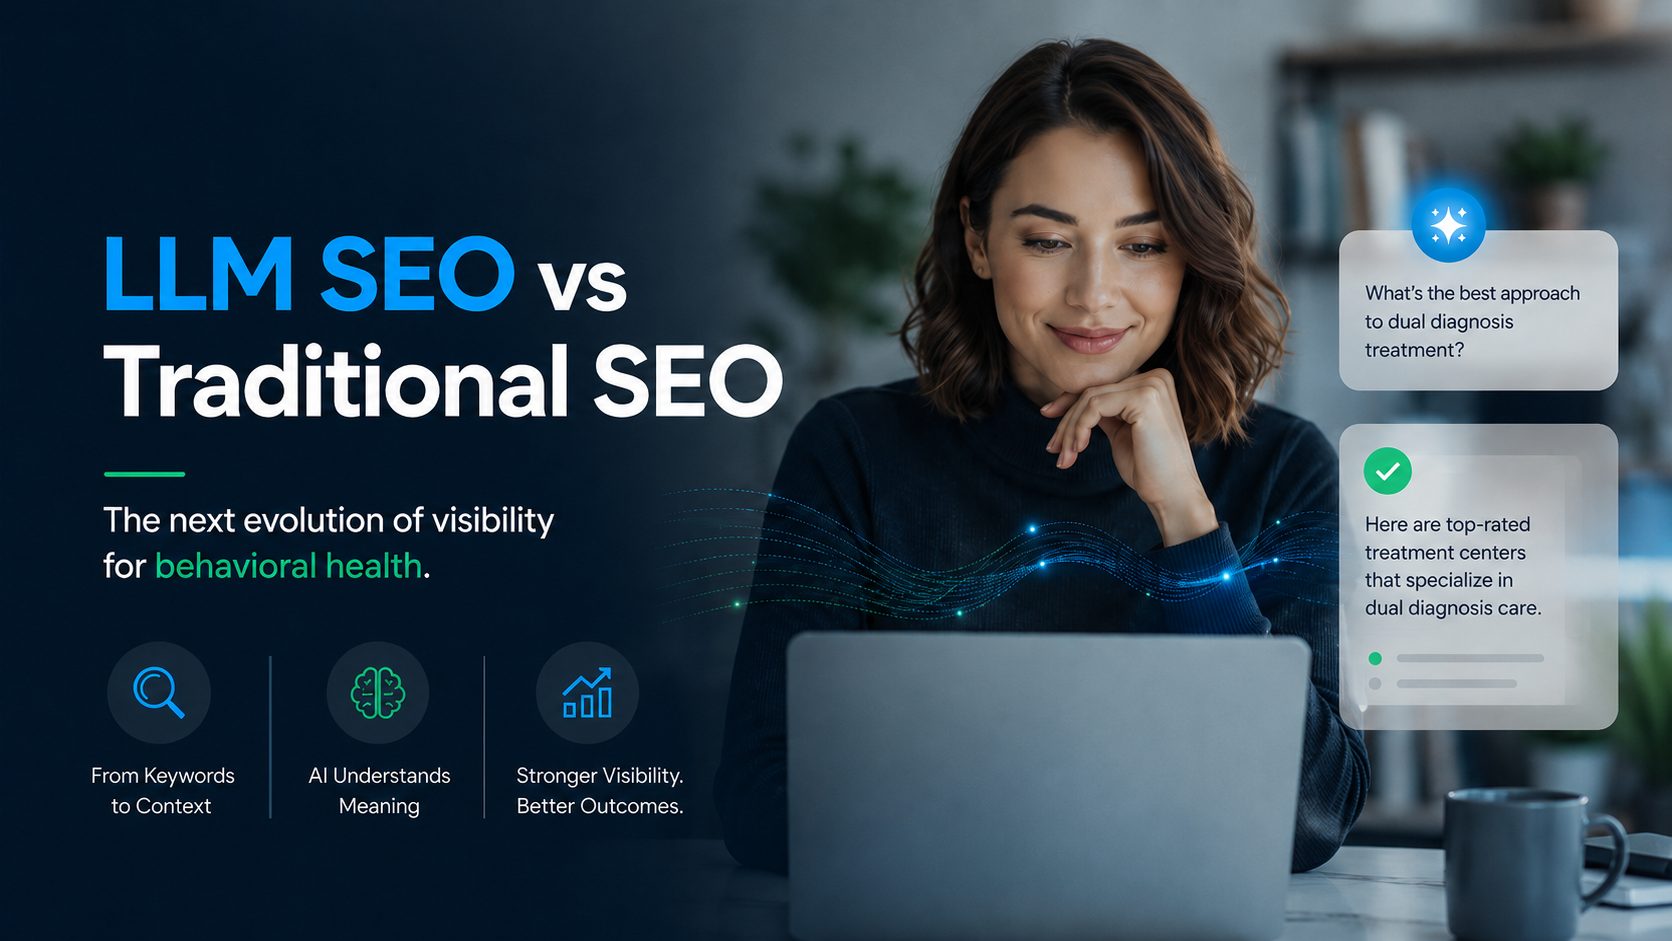 LLM SEO vs
Traditional SEO
The next evolution of visibility
for behavioral health.
From Keywords
to Context
AI Understands
Meaning
Stronger Visibility.
Better Outcomes.
What's the best approach
to dual diagnosis
treatment?
Here are top-rated
treatment centers
that specialize in
dual diagnosis care.